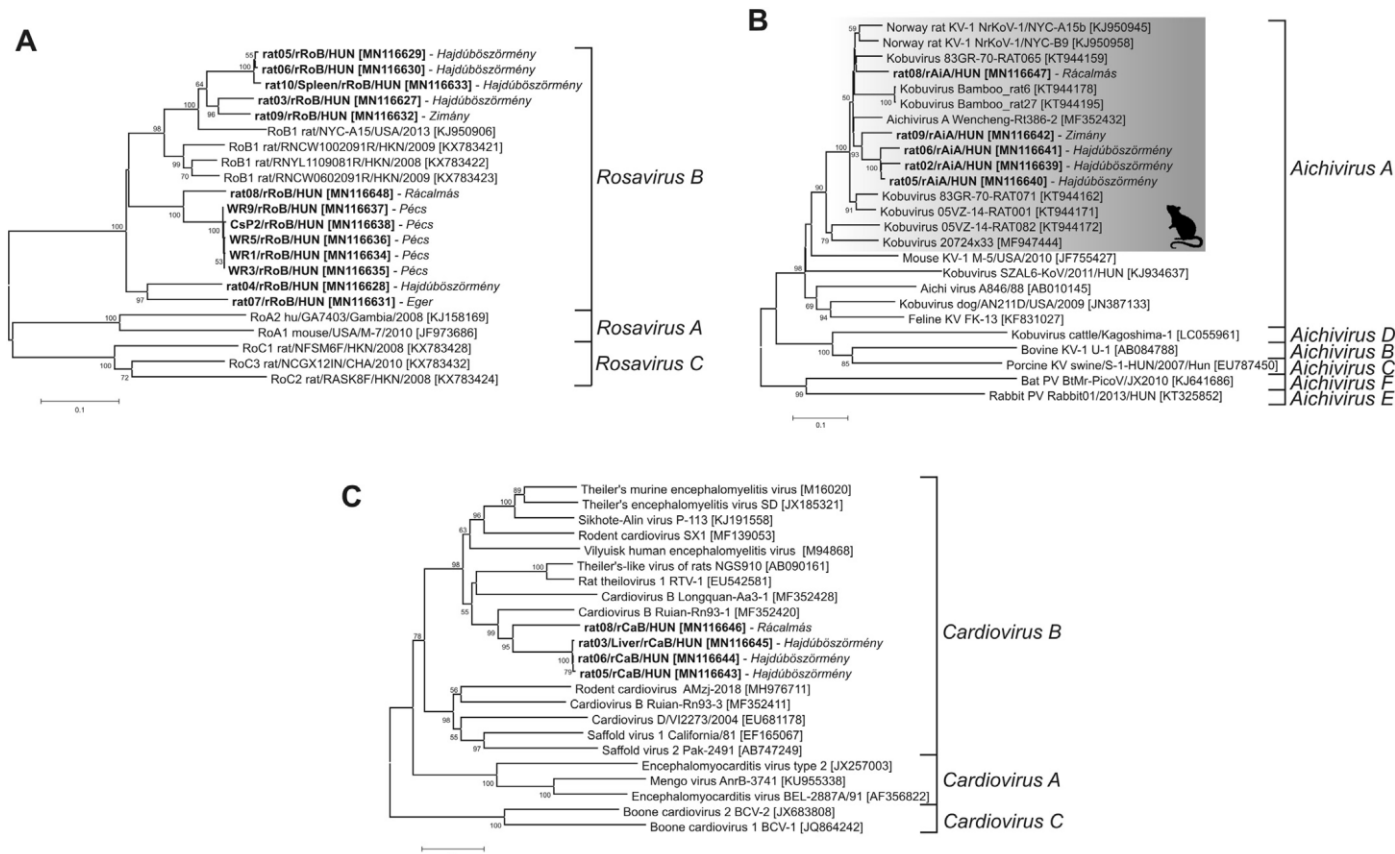 A
55
rat05/rRoB/HUN [MN116629] - Hajdúböszörmény
100
rat06/rRoB/HUN [MN116630] - Hajdúböszörmény
rat10/Spleen/rRoB/HUN [MN116633] - Hajdúböszörmény
64
rat03/rRoB/HUN [MN116627] - Hajdúböszörmény
100
96
rat09/rRoB/HUN [MN116632] - Zimány
98
RoB1 rat/NYC-A15/USA/2013 [KJ950906]
RoB1 rat/RNCW1002091R/HKN/2009 [KX783421]
99
RoB1 rat/RNYL1109081R/HKN/2008 [KX783422]
70
RoB1 rat/RNCW0602091R/HKN [KX783423]
Rosavirus B
rat08/rRoB/HUN [MN116648] - Rácalmás
100
WR9/rRoB/HUN [MN116637] - Pécs
CsP2/rRoB/HUN [MN116638] - Pécs
100
100
WR5/rRoB/HUN [MN116636] - Pécs
WR1/rRoB/HUN [MN116634] - Pécs
53
WR3/rRoB/HUN [MN116635] - Pécs
rat04/rRoB/HUN [MN116628] - Hajdúböszörmény
97
rat07/rRoB/HUN [MN116631] - Eger
RoA2 hu/GA7403/Gambia/2008 [KJ158169]
100
RoA1 mouse/USA/M-7/2010 [JF973686]
Rosavirus A
RoC1 rat/NFSM6F/HKN/2008 [KX783428]
100
RoC3 rat/NCGX12IN/CHA/2010 [KX783432]
72
RoC2 rat/RASK8F/HKN/2008 [KX783424]
Rosavirus C
0.1
B
59
Norway rat KV-1 NrKoV-1/NYC-A15b [KJ950945]
Norway rat KV-1 NrKoV-1/NYC-B9 [KJ950958]
Kobuvirus 83GR-70-RAT065 [KT944159]
rat08/rAiA/HUN [MN116647] - Rácalmás
50
Kobuvirus Bamboo_rat6 [KT944178]
100
Kobuvirus Bamboo_rat27 [KT944195]
Aichivirus A Wencheng-Rt386-2 [MF352432]
100
rat09/rAiA/HUN [MN116642] - Zimány
93
rat06/rAiA/HUN [MN116641] - Hajdúböszörmény
100
rat02/rAiA/HUN [MN116639] - Hajdúböszörmény
rat05/rAiA/HUN [MN116640] - Hajdúböszörmény
Aichivirus A
90
Kobuvirus 83GR-70-RAT071 [KT944162]
91
Kobuvirus 05VZ-14-RAT001 [KT944171]
Kobuvirus 05VZ-14-RAT082 [KT944172]
79
Kobuvirus 20724x33 [MF947444]
Mouse KV-1 M-5/USA/2010 [JF755427]
98
Kobuvirus SZAL6-KoV/2011/HUN [KJ934637]
Aichi virus A846/88 [AB010145]
69
Kobuvirus dog/AN211D/USA/2009 [JN387133]
94
Feline KV FK-13 [KF831027]
Kobuvirus cattle/Kagoshima-1 [LC055961]
Aichivirus D
100
Bovine KV-1 U-1 [AB084788]
Aichivirus B
85
Porcine KV swine/S-1-HUN/2007/Hun [EU787450]
Aichivirus C
Bat PV BtMr-PicoV/JX2010 [KJ641686]
Aichivirus F
99
Rabbit PV Rabbit01/2013/HUN [KT325852]
Aichivirus E
0.1
C
89
Theiler's murine encephalomyelitis virus [M16020]
100
Theiler's encephalomyelitis virus SD [JX185321]
96
Sikhote-Alin virus P-113 [KJ191558]
63
Rodent cardiovirus SX1 [MF139053]
Vilyuisk human encephalomyelitis virus [M94868]
98
100
Theiler's-like virus of rats NGS910 [AB090161]
Rat theilovirus 1 RTV-1 [EU542581]
Cardiovirus B Longquan-Aa3-1 [MF352428]
55
Cardiovirus B Ruian-Rn93-1 [MF352420]
99
rat08/rCaB/HUN [MN116646] - Rácalmás
95
rat03/Liver/rCaB/HUN [MN116645] - Hajdúböszörmény
100
rat06/rCaB/HUN [MN116644] - Hajdúböszörmény
79
rat05/rCaB/HUN [MN116643] - Hajdúböszörmény
Cardiovirus B
78
56
Rodent cardiovirus AMzj-2018 [MH976711]
Cardiovirus B Ruian-Rn93-3 [MF352411]
98
Cardiovirus D/VI2273/2004 [EU681178]
55
Saffold virus 1 California/81 [EF165067]
97
Saffold virus 2 Pak-2491 [AB747249]
Encephalomyocarditis virus type 2 [JX257003]
100
Mengo virus AnrB-3741 [KU955338]
100
Encephalomyocarditis virus BEL-2887A/91 [AF356822]
Cardiovirus A
Boone cardiovirus 2 BCV-2 [JX683808]
100
Boone cardiovirus 1 BCV-1 [JQ864242]
Cardiovirus C